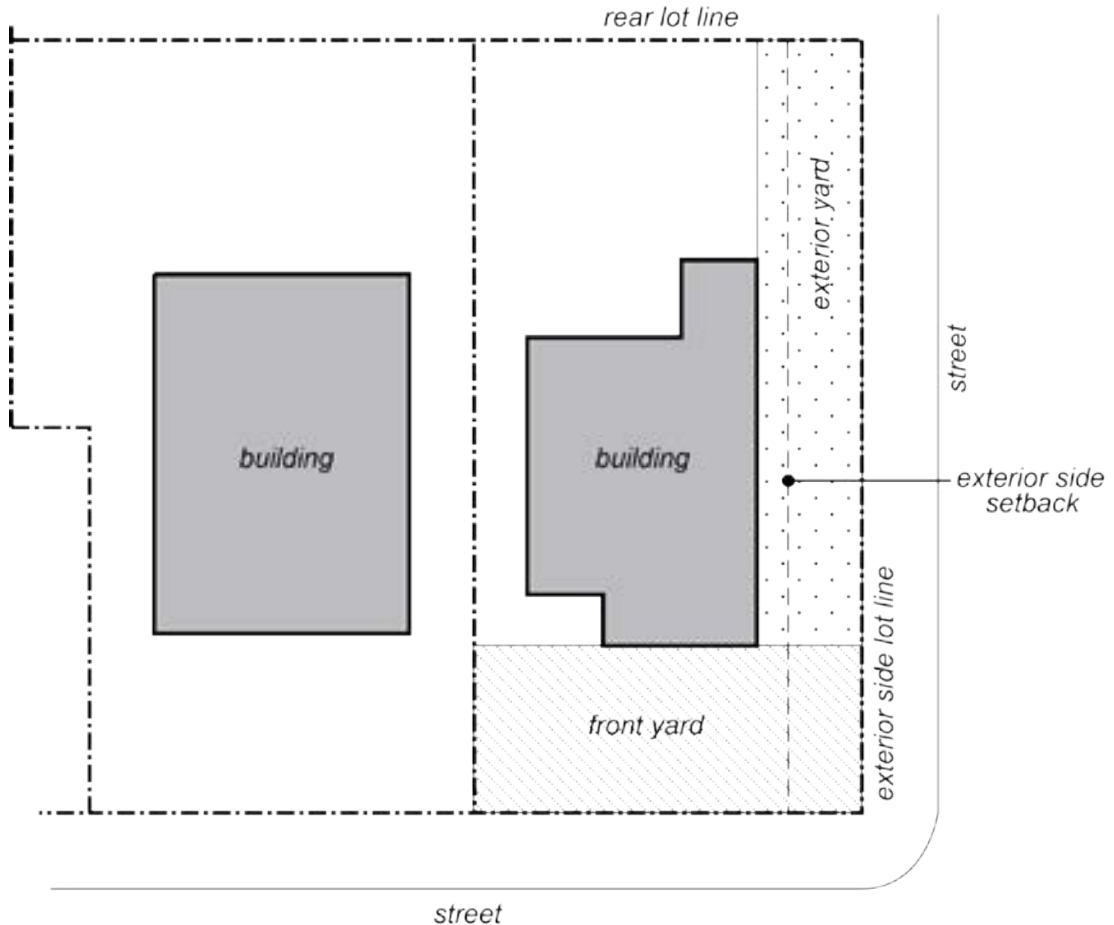 rear lot line
exterior yard
street
building
building
exterior side
setback
exterior side lot line
front yard
street